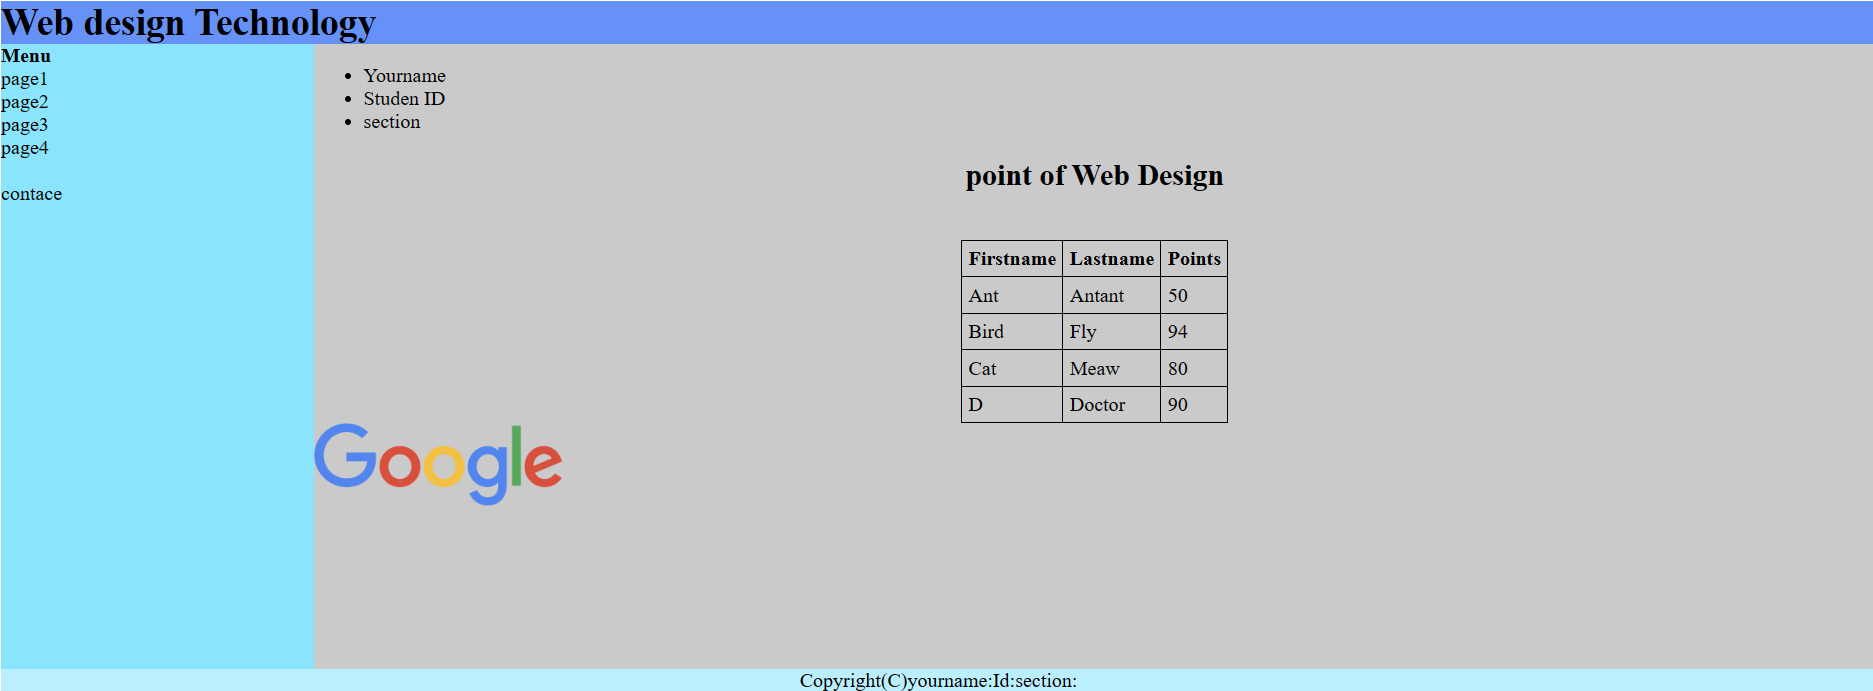 Web design Technology
Menu
page1
page2
page3
page4
contace
Yourname
Studen ID
section
point of Web Design
Firstname Lastname Points
Ant Antant 50
Bird Fly 94
Cat Meaw 80
D Doctor 90
Google
Copyright(C)yourname:Id:section: